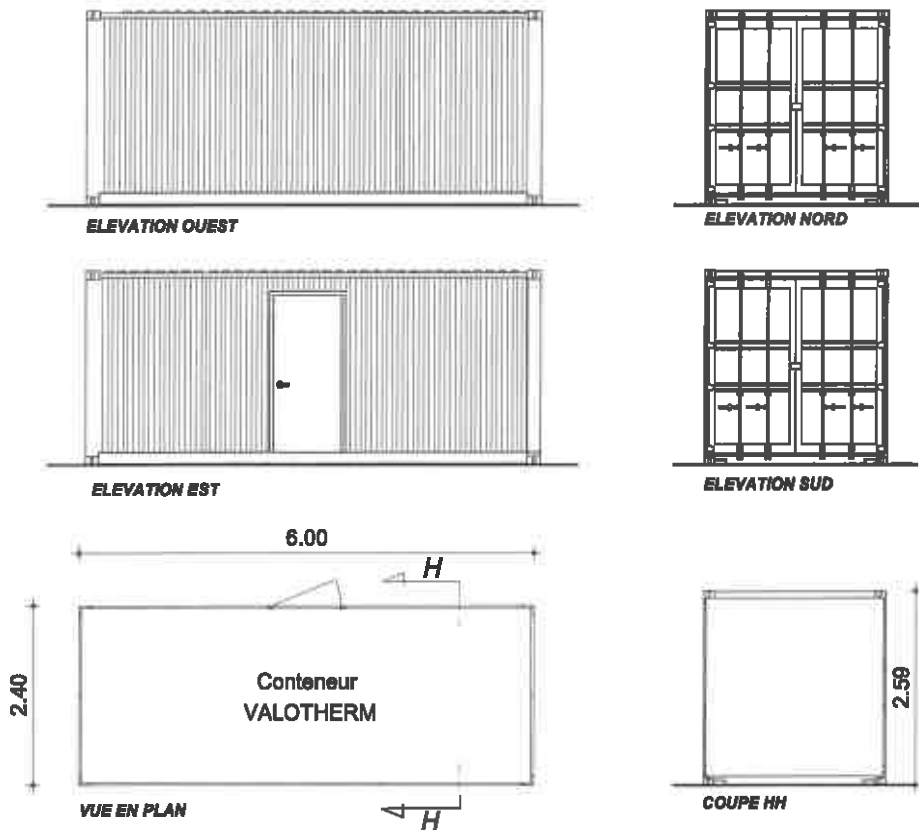 ELEVATION OUEST
ELEVATION NORD
ELEVATION EST
ELEVATION SUD
6.00
H
2.40
Conteneur
VALOTHERM
2.59
VUE EN PLAN
H
COUPE HH